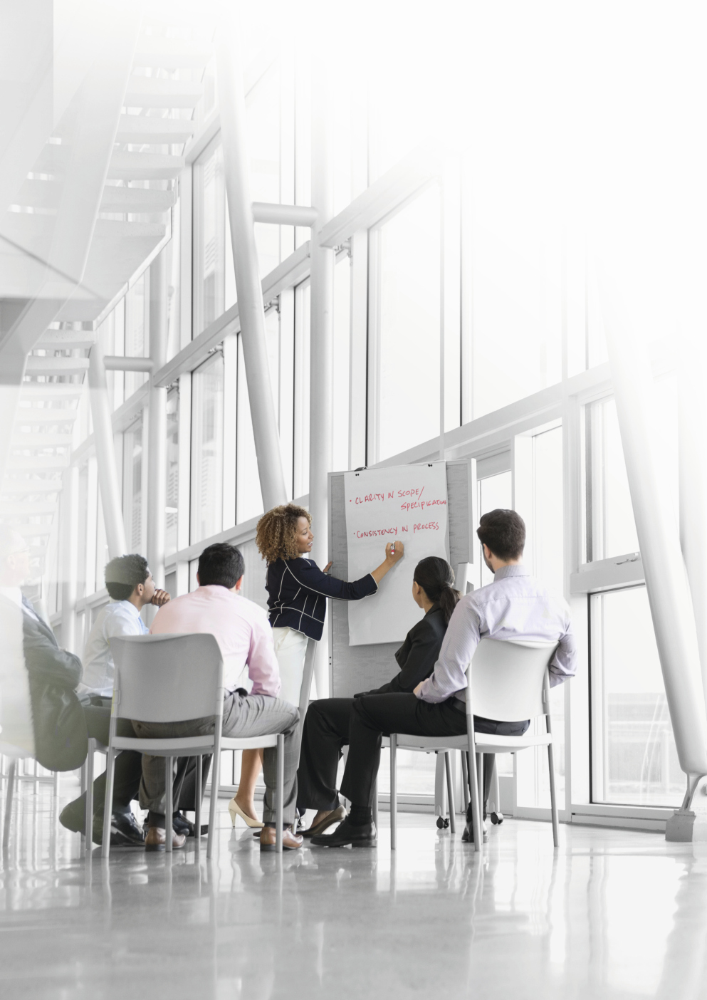 • CLARITY IN SCOPE/
SPECIFICATION
• CONSISTENCY IN PROCESS